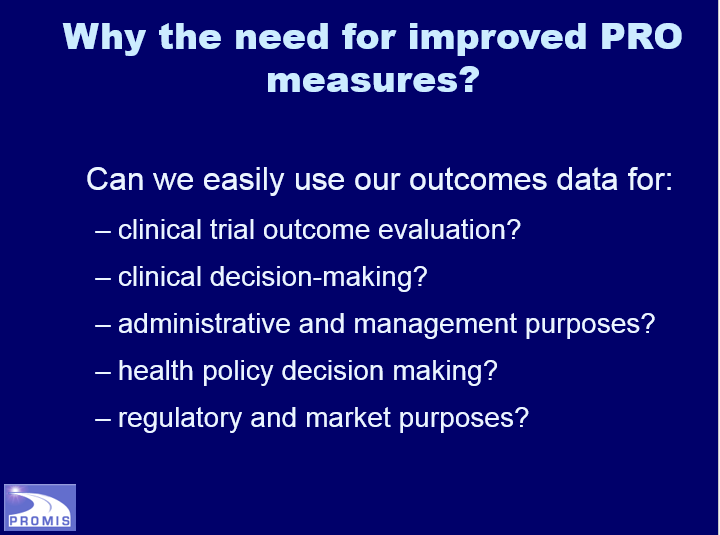 Why the need for improved PRO
measures?
Can we easily use our outcomes data for:
– clinical trial outcome evaluation?
– clinical decision-making?
– administrative and management purposes?
– health policy decision making?
– regulatory and market purposes?
PROMIS